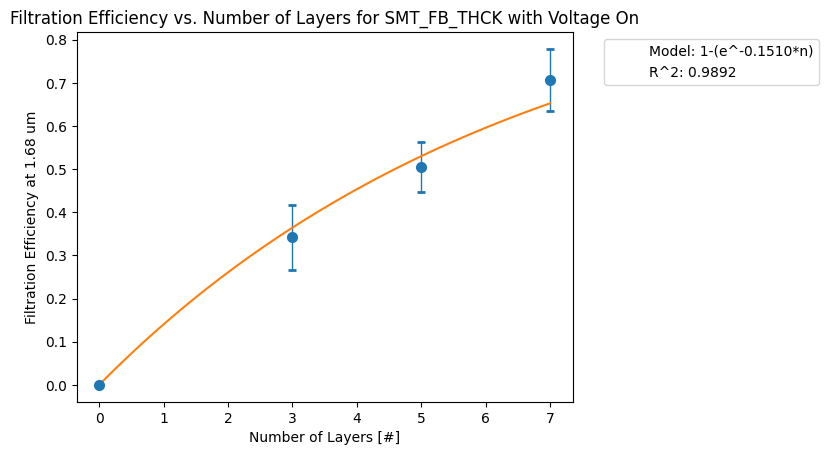 Filtration Efficiency vs. Number of Layers for SMT_FB_THCK with Voltage On
Model: 1-(e^-0.1510*n)
R^2: 0.9892
Filtration Efficiency at 1.68 um
0.8
0.7
0.6
0.5
0.4
0.3
0.2
0.1
0.0
0 1 2 3 4 5 6 7
Number of Layers [#]